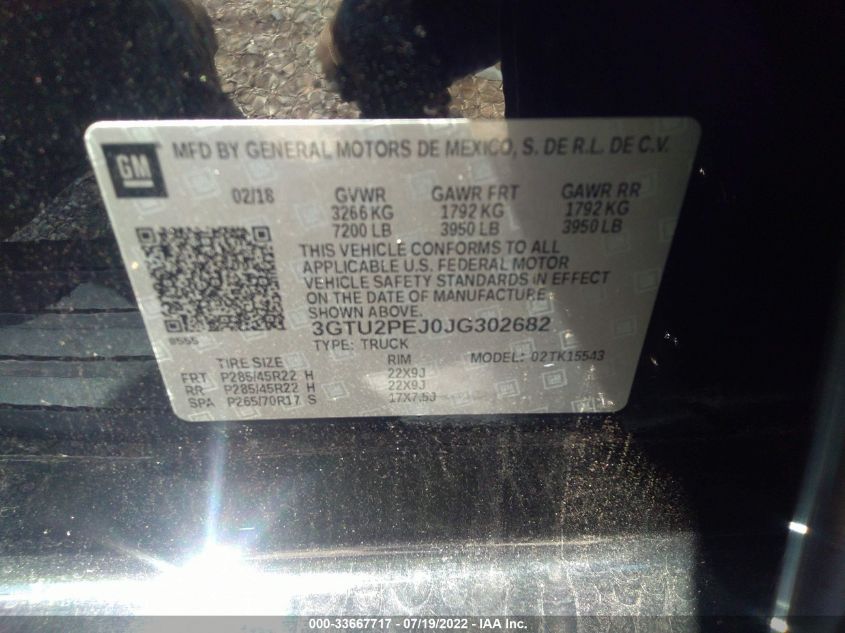 GM
MFD BY GENERAL MOTORS DE MEXICO, S. DE R.L. DE C.V.
02/18 GVWR GAWR FRT GAWR RR
3266 KG 1792 KG 1792 KG
7200 LB 3950 LB 3950 LB
THIS VEHICLE CONFORMS TO ALL
APPLICABLE U.S. FEDERAL MOTOR
VEHICLE SAFETY STANDARDS IN EFFECT
ON THE DATE OF MANUFACTURE
SHOWN ABOVE.
3GTU2PEJ0JG302682
8555
TYPE: TRUCK
TIRE SIZE RIM MODEL: 02TK15543
FRT P285/45R22 H 22X9J
RR P285/45R22 H 22X9J
SPA P265/70R17 S 17X7.5J
000-33667717 - 07/19/2022 - IAA Inc.